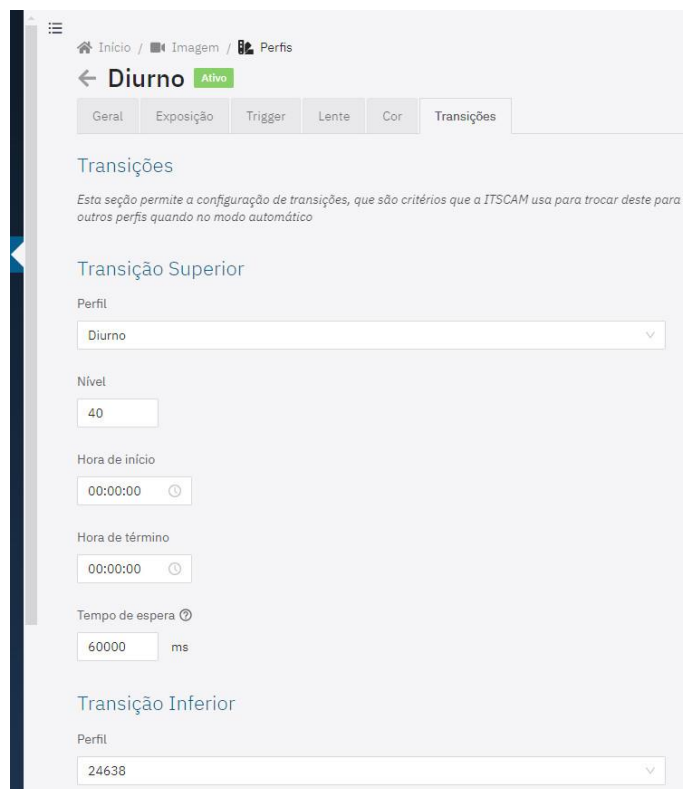 Início / Imagem / Perfis
Diurno Ativo
Geral Exposição Trigger Lente Cor Transições
Transições
Esta seção permite a configuração de transições, que são critérios que a ITSCAM usa para trocar deste para
outros perfis quando no modo automático
Transição Superior
Perfil
Diurno
Nível
40
Hora de início
00:00:00
Hora de término
00:00:00
Tempo de espera
60000 ms
Transição Inferior
Perfil
24638